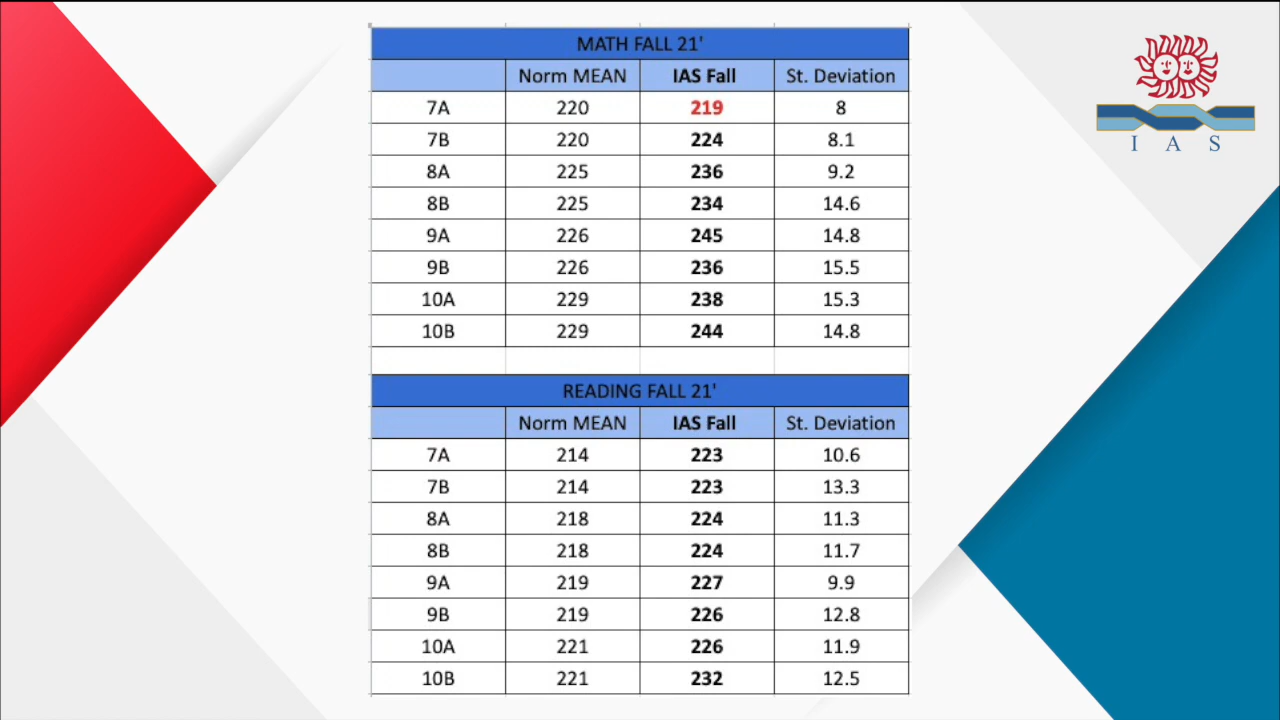 MATH FALL 21'
Norm MEAN IAS Fall St. Deviation
7A 220 219 8
7B 220 224 8.1
8A 225 236 9.2
8B 225 234 14.6
9A 226 245 14.8
9B 226 236 15.5
10A 229 238 15.3
10B 229 244 14.8
READING FALL 21'
Norm MEAN IAS Fall St. Deviation
7A 214 223 10.6
7B 214 223 13.3
8A 218 224 11.3
8B 218 224 11.7
9A 219 227 9.9
9B 219 226 12.8
10A 221 226 11.9
10B 221 232 12.5
I A S